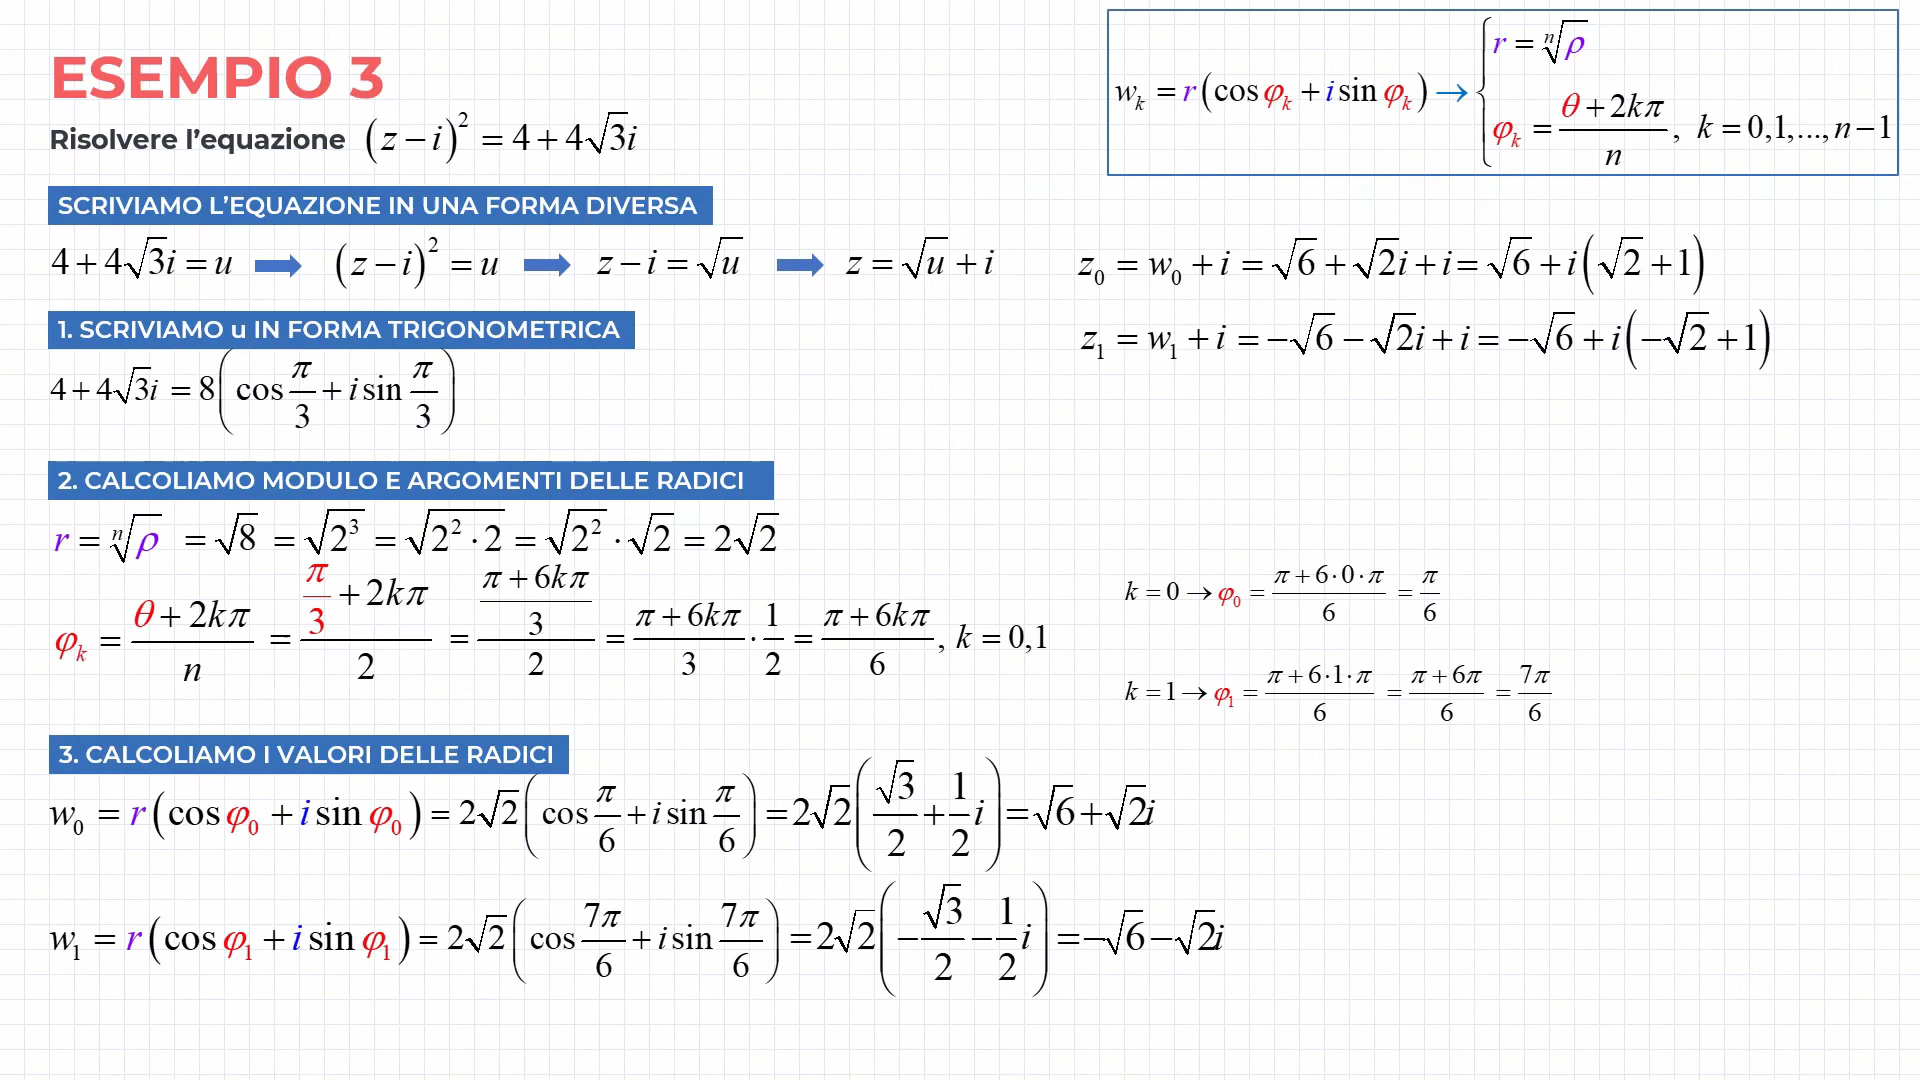 ESEMPIO 3
Risolvere l'equazione (z − i)² = 4 + 4√3i
w_k = r(cos φ_k + i sin φ_k) → { r = ⁿ√ρ
φ_k = (θ + 2kπ)/n , k = 0,1,...,n−1
SCRIVIAMO L'EQUAZIONE IN UNA FORMA DIVERSA
4 + 4√3i = u ➡ (z − i)² = u ➡ z − i = √u ➡ z = √u + i
z₀ = w₀ + i = √6 + √2i + i = √6 + i(√2 + 1)
z₁ = w₁ + i = −√6 − √2i + i = −√6 + i(−√2 + 1)
1. SCRIVIAMO u IN FORMA TRIGONOMETRICA
4 + 4√3i = 8(cos π/3 + i sin π/3)
2. CALCOLIAMO MODULO E ARGOMENTI DELLE RADICI
r = ⁿ√ρ = √8 = √2³ = √(2²·2) = √2² · √2 = 2√2
φ_k = (θ + 2kπ)/n = (π/3 + 2kπ)/2 = ((π + 6kπ)/3)/2 = (π + 6kπ)/3 · 1/2 = (π + 6kπ)/6 , k = 0,1
k = 0 → φ₀ = (π + 6·0·π)/6 = π/6
k = 1 → φ₁ = (π + 6·1·π)/6 = (π + 6π)/6 = 7π/6
3. CALCOLIAMO I VALORI DELLE RADICI
w₀ = r(cos φ₀ + i sin φ₀) = 2√2(cos π/6 + i sin π/6) = 2√2(√3/2 + 1/2 i) = √6 + √2i
w₁ = r(cos φ₁ + i sin φ₁) = 2√2(cos 7π/6 + i sin 7π/6) = 2√2(−√3/2 − 1/2 i) = −√6 − √2i